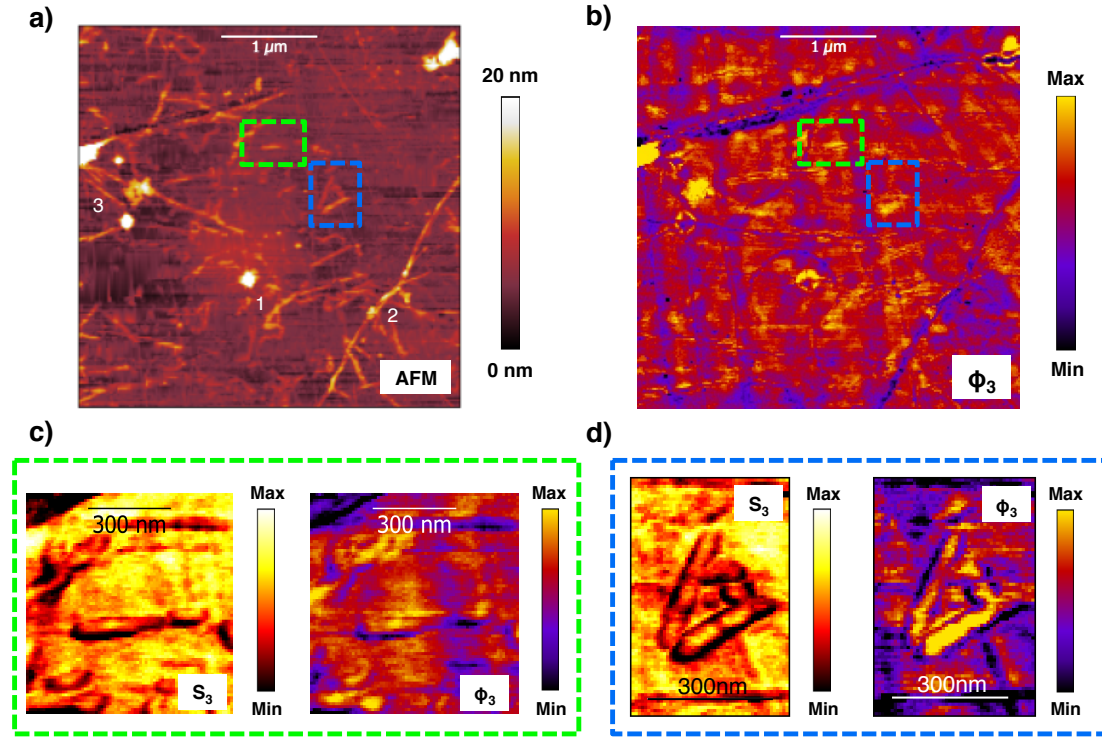 a)
1 µm
20 nm
0 nm
3
1
2
AFM
b)
1 µm
Max
Min
ϕ₃
c)
300 nm
S₃
Max
Min
300 nm
ϕ₃
Max
Min
d)
S₃
300nm
Max
Min
ϕ₃
300nm
Max
Min